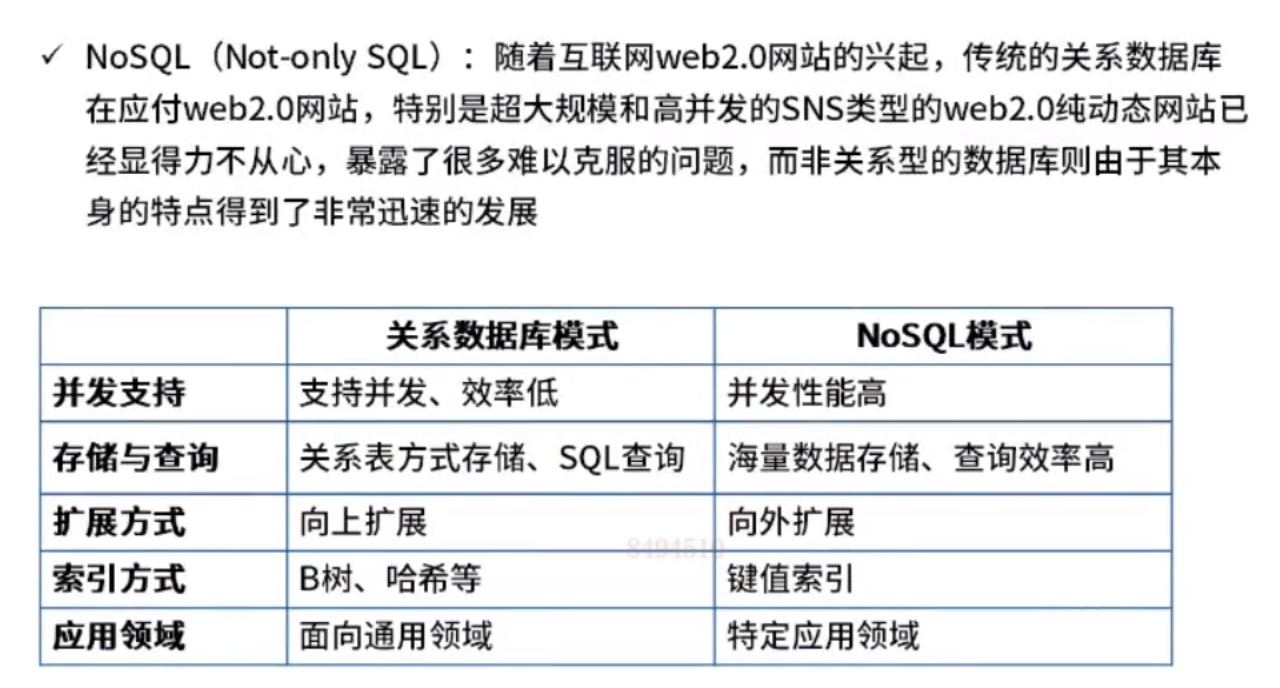 ✓ NoSQL（Not-only SQL）：随着互联网web2.0网站的兴起，传统的关系数据库
在应付web2.0网站，特别是超大规模和高并发的SNS类型的web2.0纯动态网站已
经显得力不从心，暴露了很多难以克服的问题，而非关系型的数据库则由于其本
身的特点得到了非常迅速的发展
关系数据库模式 NoSQL模式
并发支持 支持并发、效率低 并发性能高
存储与查询 关系表方式存储、SQL查询 海量数据存储、查询效率高
扩展方式 向上扩展 向外扩展
8494510
索引方式 B树、哈希等 键值索引
应用领域 面向通用领域 特定应用领域